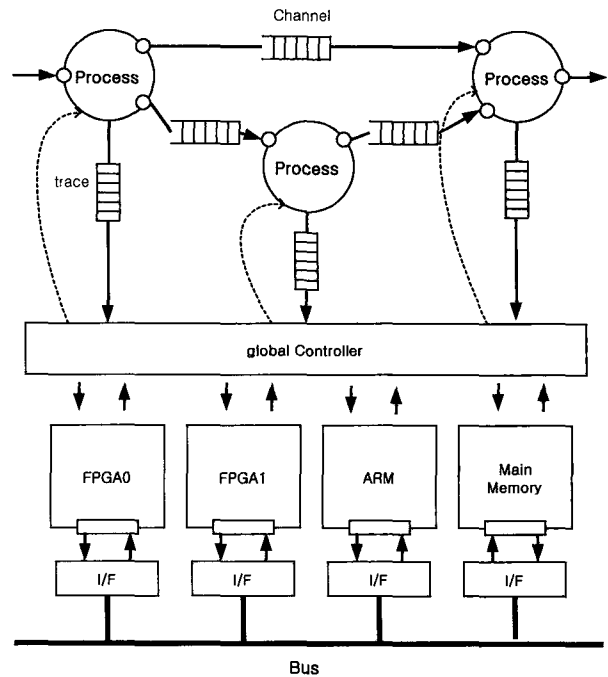 Channel
Process
Process
Process
trace
global Controller
FPGA0
FPGA1
ARM
Main
Memory
I/F
I/F
I/F
I/F
Bus